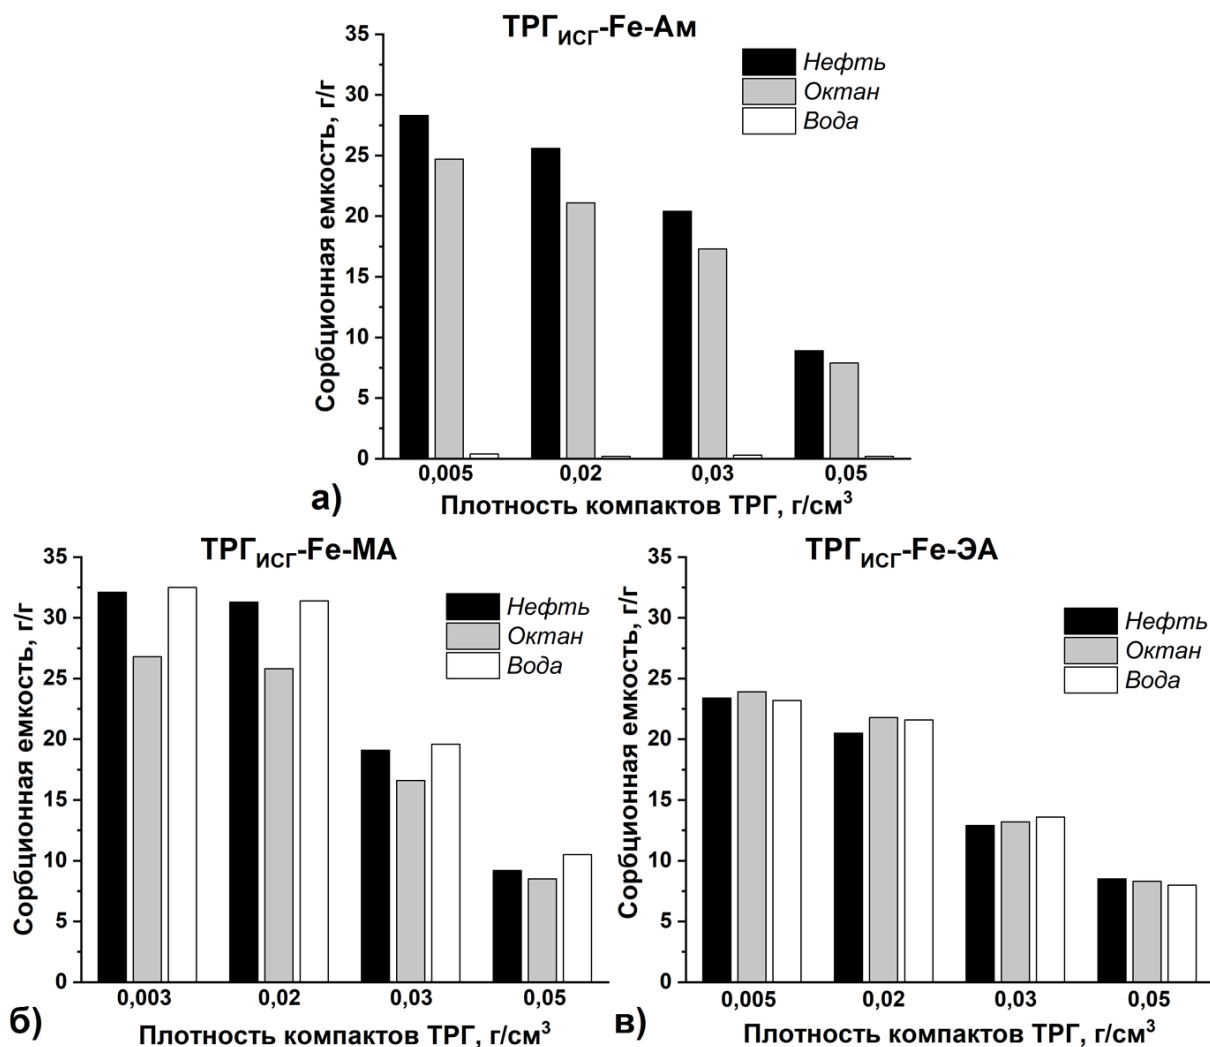 ТРГИСГ-Fe-Ам
Сорбционная емкость, г/г
35
30
25
20
15
10
5
0
Нефть
Октан
Вода
0,005 0,02 0,03 0,05
а)
Плотность компактов ТРГ, г/см³
ТРГИСГ-Fe-МА
Сорбционная емкость, г/г
35
30
25
20
15
10
5
0
Нефть
Октан
Вода
0,003 0,02 0,03 0,05
б)
Плотность компактов ТРГ, г/см³
ТРГИСГ-Fe-ЭА
Сорбционная емкость, г/г
35
30
25
20
15
10
5
0
Нефть
Октан
Вода
0,005 0,02 0,03 0,05
в)
Плотность компактов ТРГ, г/см³